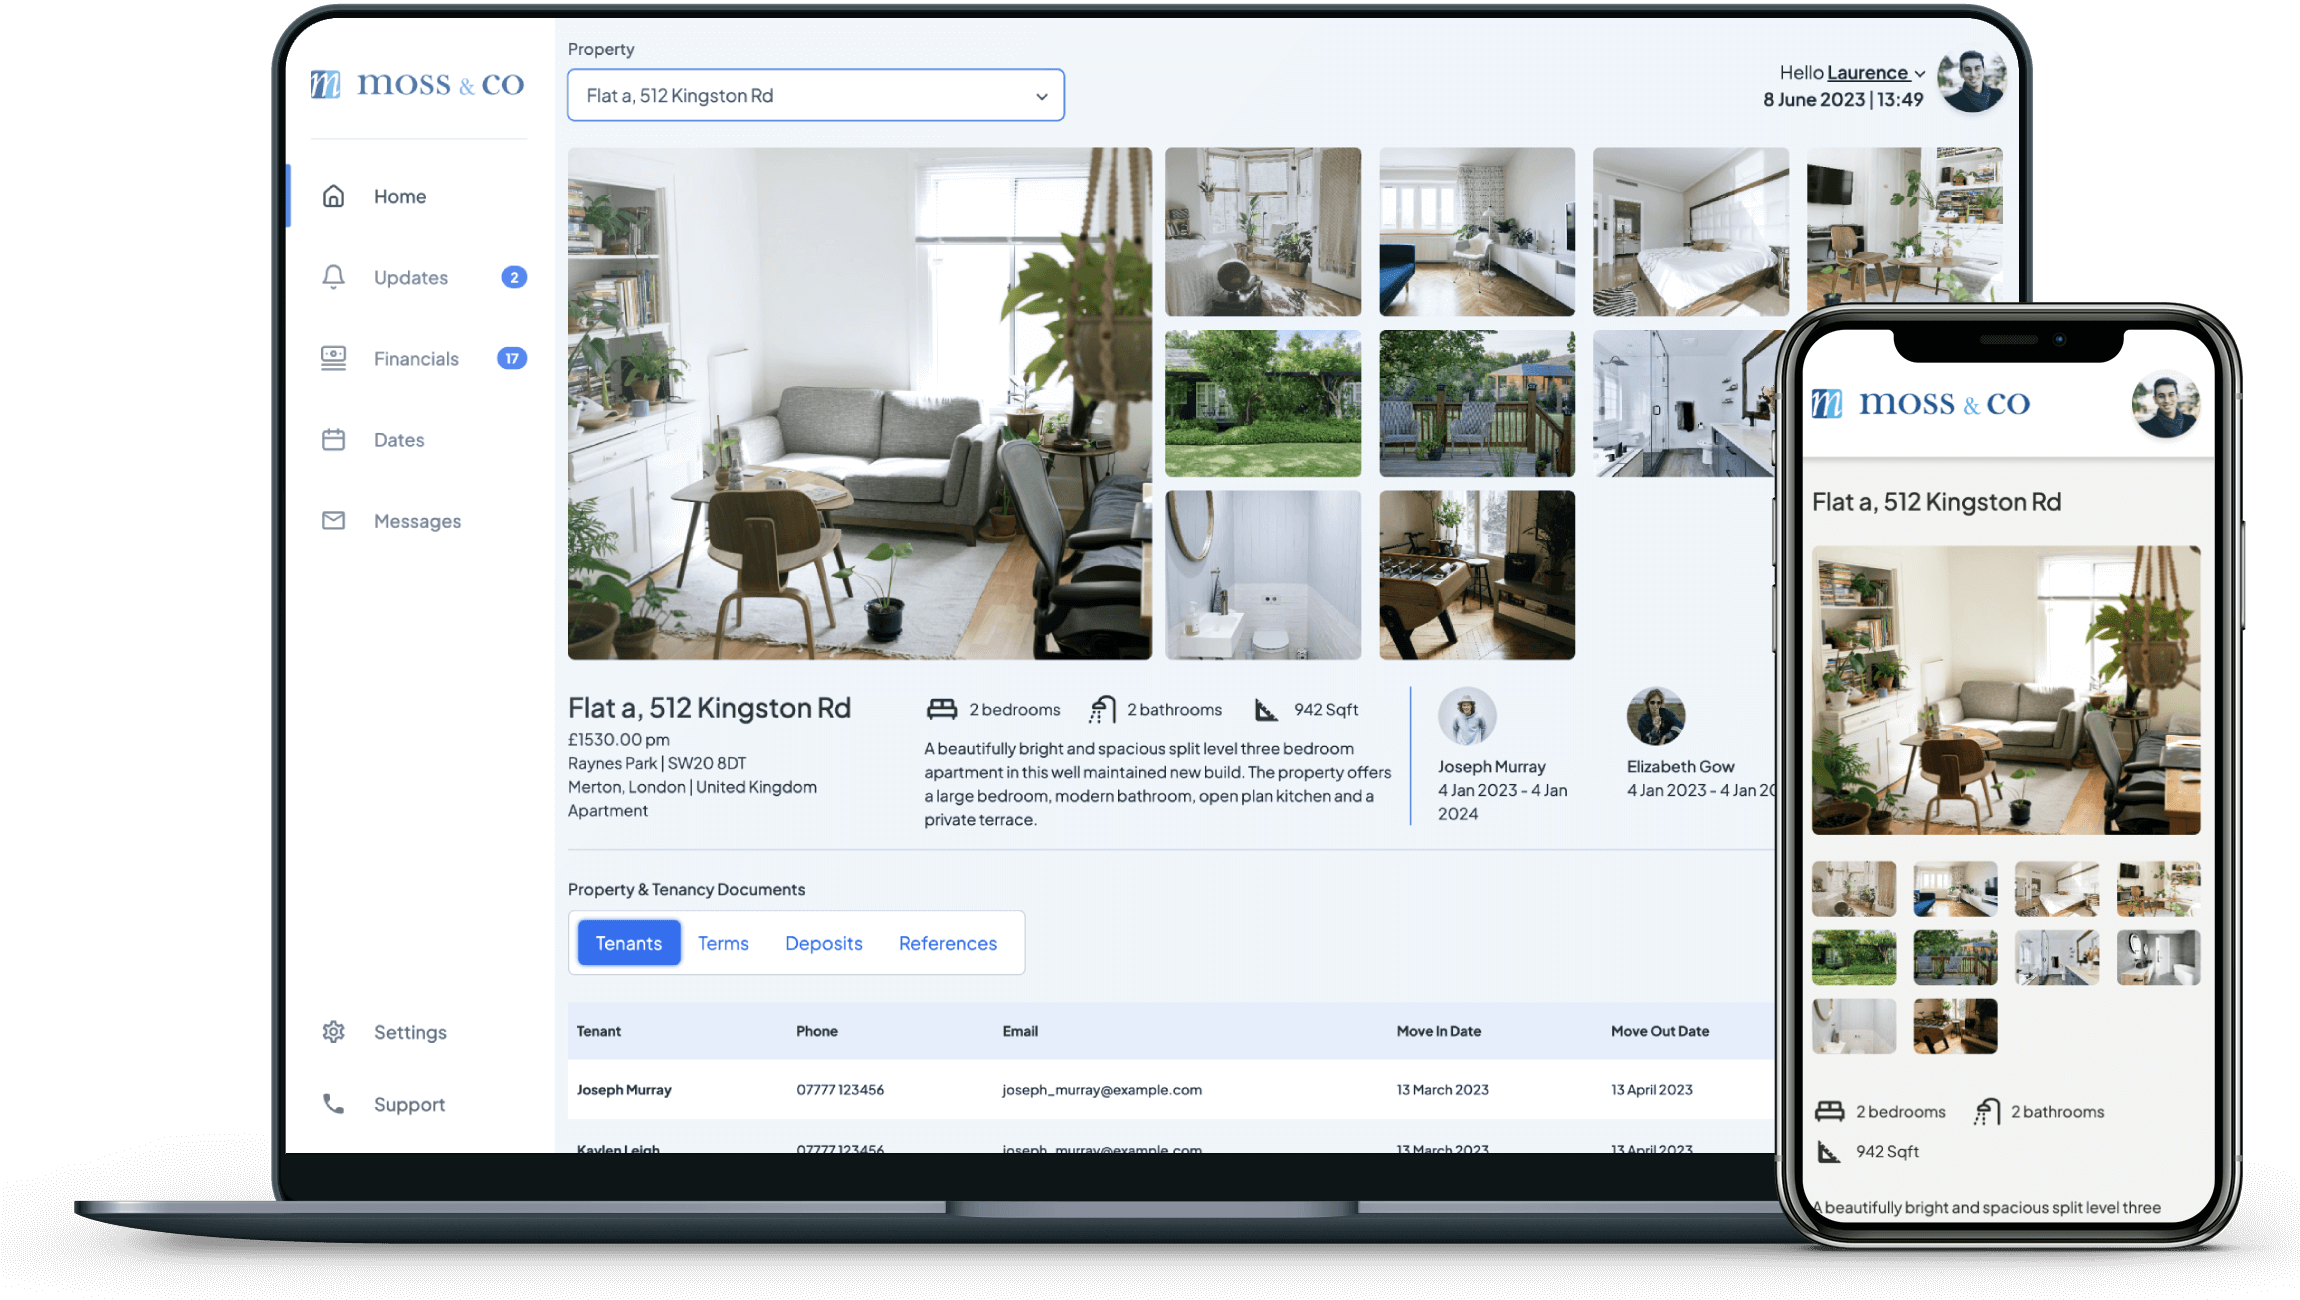 moss & co
Home
Updates 2
Financials 17
Dates
Messages
Settings
Support
Property
Flat a, 512 Kingston Rd
Hello Laurence
8 June 2023 | 13:49
Flat a, 512 Kingston Rd
£1530.00 pm
Raynes Park | SW20 8DT
Merton, London | United Kingdom
Apartment
2 bedrooms 2 bathrooms 942 Sqft
A beautifully bright and spacious split level three bedroom
apartment in this well maintained new build. The property offers
a large bedroom, modern bathroom, open plan kitchen and a
private terrace.
Joseph Murray
4 Jan 2023 - 4 Jan
2024
Elizabeth Gow
4 Jan 2023 - 4 Jan 20
Property & Tenancy Documents
Tenants Terms Deposits References
Tenant Phone Email Move In Date Move Out Date
Joseph Murray 07777 123456 joseph_murray@example.com 13 March 2023 13 April 2023
Kaylen Leigh 07777 123456 joseph_murray@example.com 13 March 2023 13 April 2023
moss & co
Flat a, 512 Kingston Rd
2 bedrooms 2 bathrooms
942 Sqft
A beautifully bright and spacious split level three